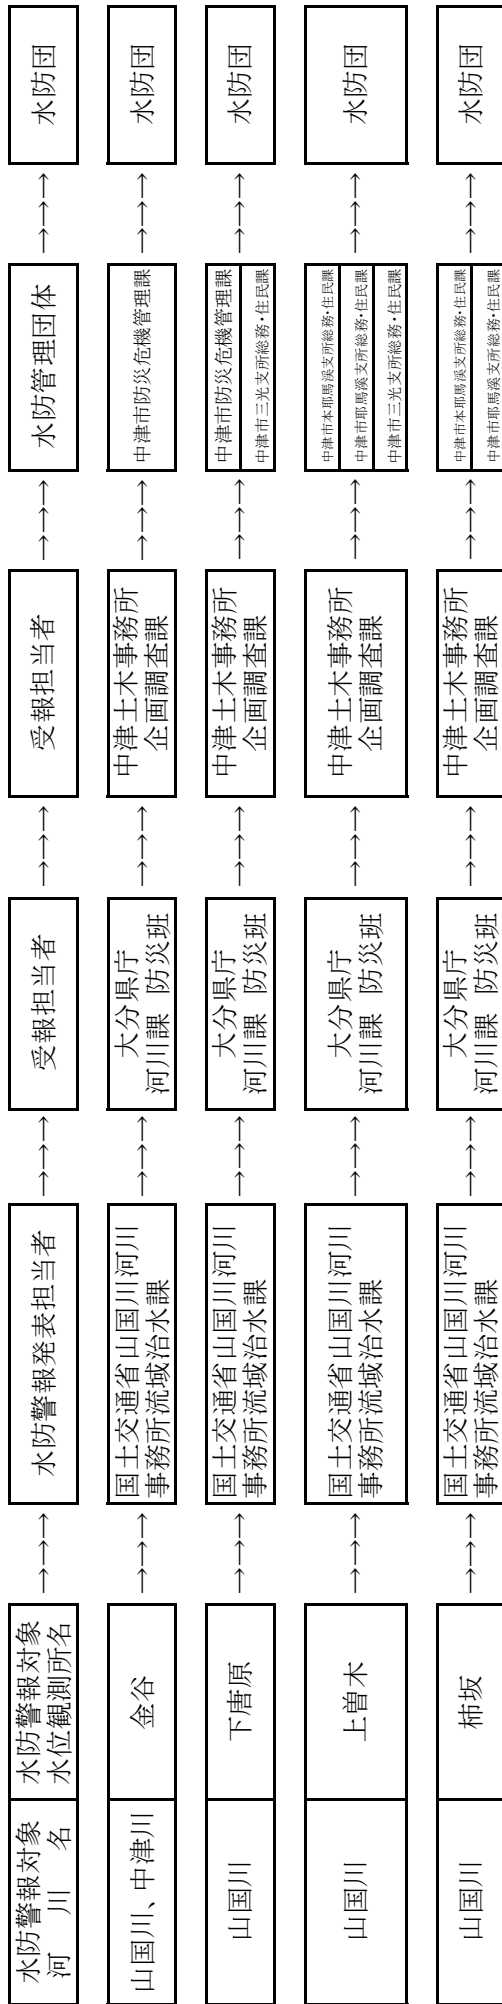 水防警報対象
河　川　名
水防警報対象
水位観測所名
→→→→
水防警報発表担当者
→→→→
受報担当者
→→→→
受報担当者
→→→→
水防管理団体
→→→→
水防団
山国川、中津川
金谷
→→→→
国土交通省山国川河川
事務所流域治水課
→→→→
大分県庁
河川課 防災班
→→→→
中津土木事務所
企画調査課
→→→→
中津市防災危機管理課
→→→→
水防団
山国川
下唐原
→→→→
国土交通省山国川河川
事務所流域治水課
→→→→
大分県庁
河川課 防災班
→→→→
中津土木事務所
企画調査課
→→→→
中津市防災危機管理課
中津市三光支所総務・住民課
→→→→
水防団
山国川
上曽木
→→→→
国土交通省山国川河川
事務所流域治水課
→→→→
大分県庁
河川課 防災班
→→→→
中津土木事務所
企画調査課
→→→→
中津市本耶馬渓支所総務・住民課
中津市耶馬溪支所総務・住民課
中津市三光支所総務・住民課
→→→→
水防団
山国川
柿坂
→→→→
国土交通省山国川河川
事務所流域治水課
→→→→
大分県庁
河川課 防災班
→→→→
中津土木事務所
企画調査課
→→→→
中津市本耶馬渓支所総務・住民課
中津市耶馬溪支所総務・住民課
→→→→
水防団